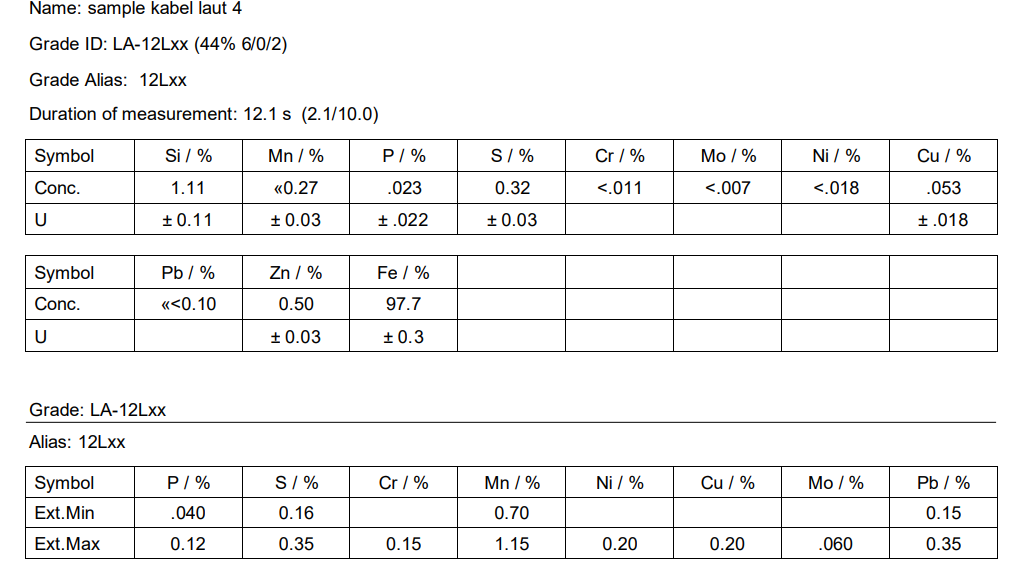 Name: sample kabel laut 4
Grade ID: LA-12Lxx (44% 6/0/2)
Grade Alias:  12Lxx
Duration of measurement: 12.1 s  (2.1/10.0)
Symbol Si / % Mn / % P / % S / % Cr / % Mo / % Ni / % Cu / %
Conc. 1.11 «0.27 .023 0.32 <.011 <.007 <.018 .053
U ± 0.11 ± 0.03 ± .022 ± 0.03 ± .018
Symbol Pb / % Zn / % Fe / %
Conc. «<0.10 0.50 97.7
U ± 0.03 ± 0.3
Grade: LA-12Lxx
Alias: 12Lxx
Symbol P / % S / % Cr / % Mn / % Ni / % Cu / % Mo / % Pb / %
Ext.Min .040 0.16 0.70 0.15
Ext.Max 0.12 0.35 0.15 1.15 0.20 0.20 .060 0.35